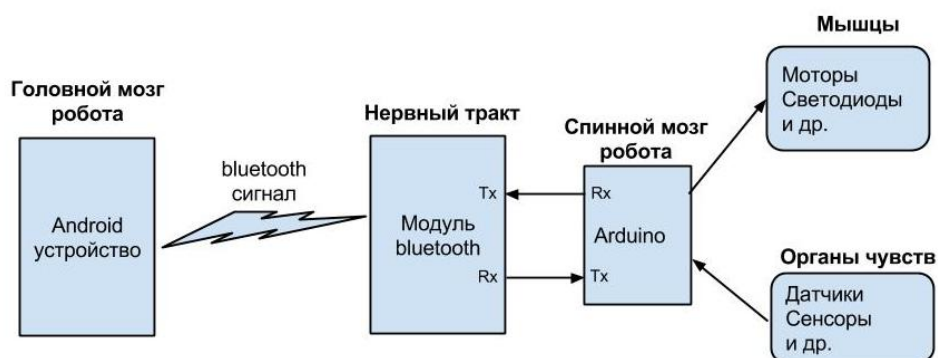 Головной мозг
робота
Android
устройство
bluetooth
сигнал
Нервный тракт
Tx
Модуль
bluetooth
Rx
Спинной мозг
робота
Rx
Arduino
Tx
Мышцы
Моторы
Светодиоды
и др.
Органы чувств
Датчики
Сенсоры
и др.